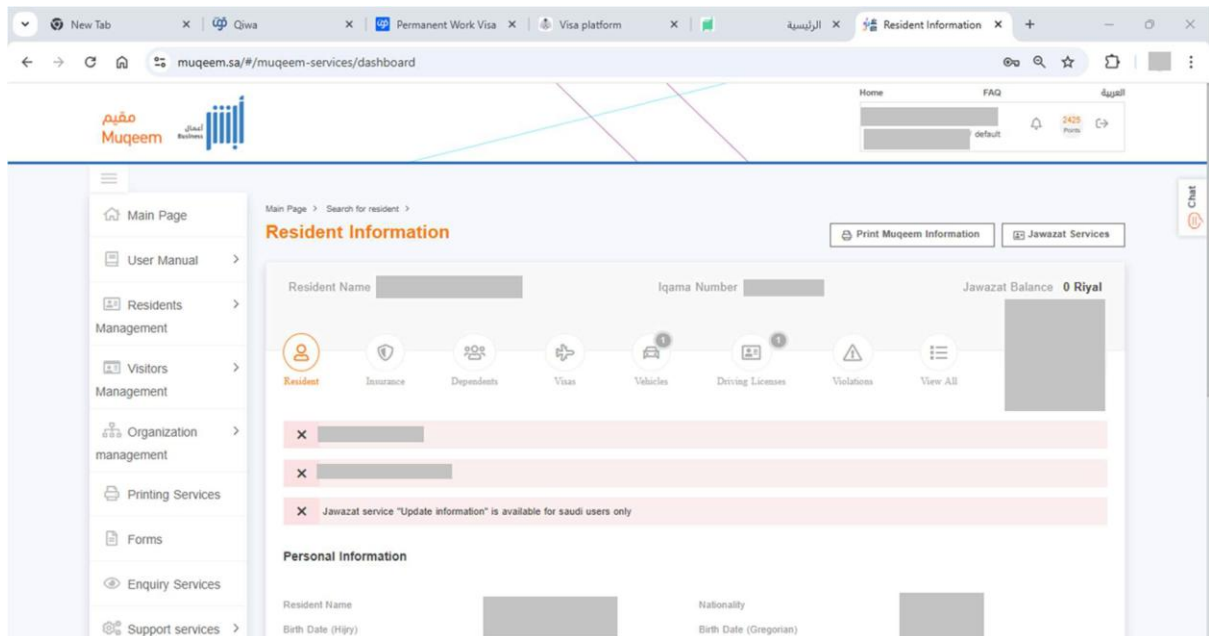 New Tab
Qiwa
Permanent Work Visa
Visa platform
الرئيسية
Resident Information
muqeem.sa/#/muqeem-services/dashboard
مقيم
Muqeem
أبشر
أعمال
Business
Home
FAQ
العربية
default
2425
Points
Chat
Main Page
User Manual
Residents
Management
Visitors
Management
Organization
management
Printing Services
Forms
Enquiry Services
Support services
Main Page > Search for resident >
Resident Information
Print Muqeem Information
Jawazat Services
Resident Name
Iqama Number
Jawazat Balance 0 Riyal
1
1
Resident
Insurance
Dependents
Visas
Vehicles
Driving Licenses
Violations
View All
Jawazat service "Update information" is available for saudi users only
Personal Information
Resident Name
Nationality
Birth Date (Hijry)
Birth Date (Gregorian)